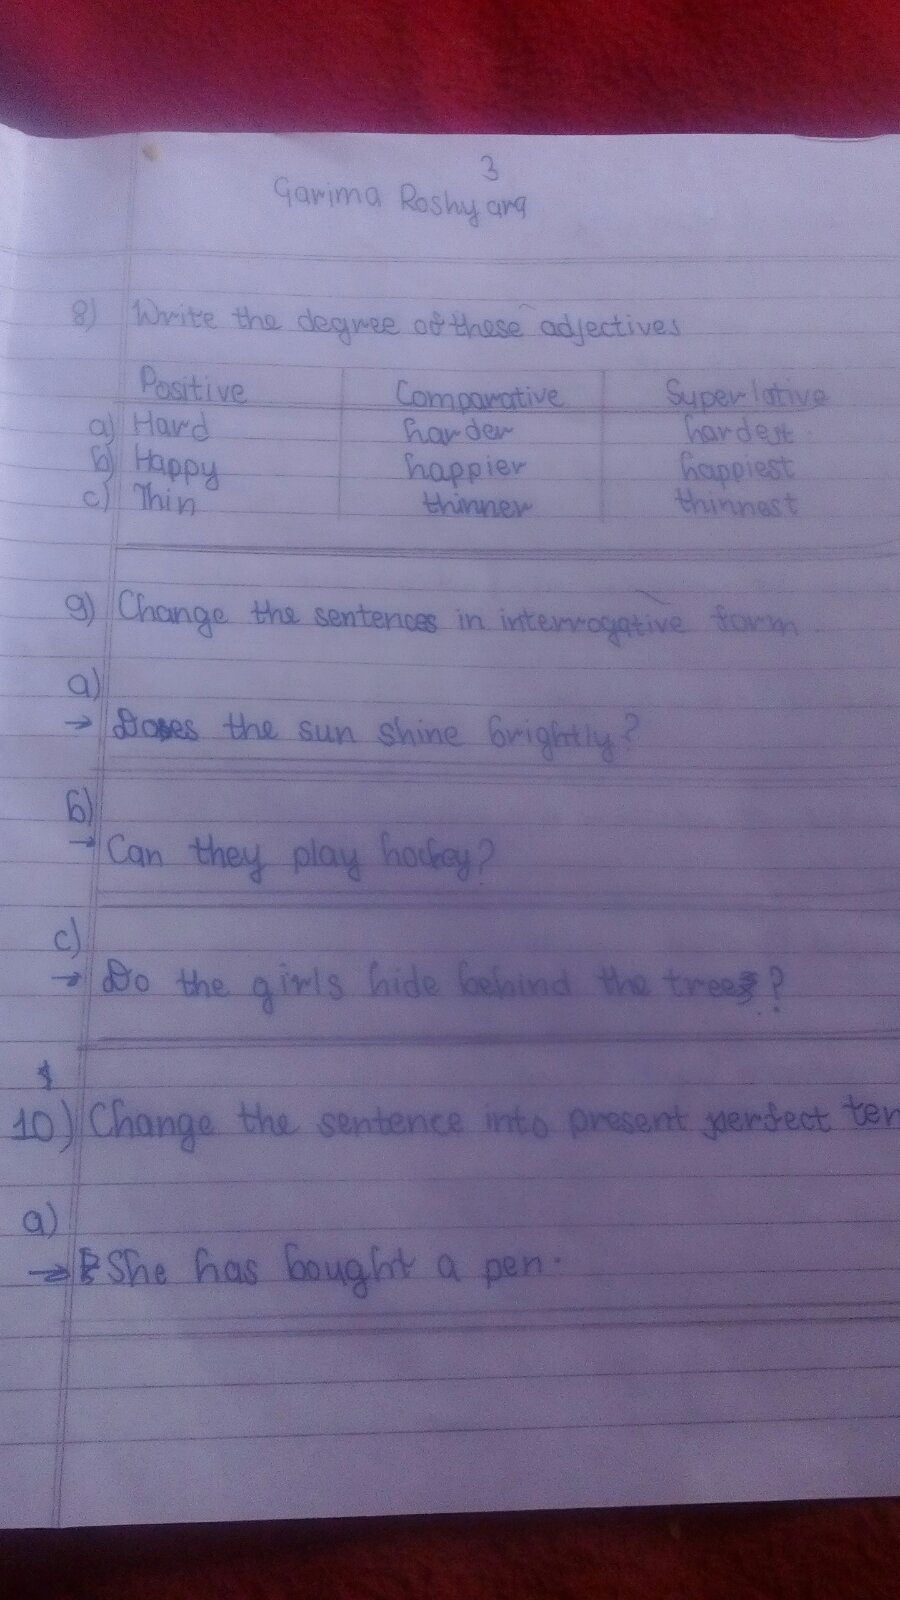 3
Garima Roshyara
8) Write the degree of these adjectives
Positive Comparative Superlative
a) Hard harder hardest
b) Happy happier happiest
c) Thin thinner thinnest
9) Change the sentences in interrogative form
a)
→ Does the sun shine brightly?
b)
→ Can they play hockey?
c)
→ Do the girls hide behind the trees?
10) Change the sentence into present perfect ten
a)
→ She has bought a pen.